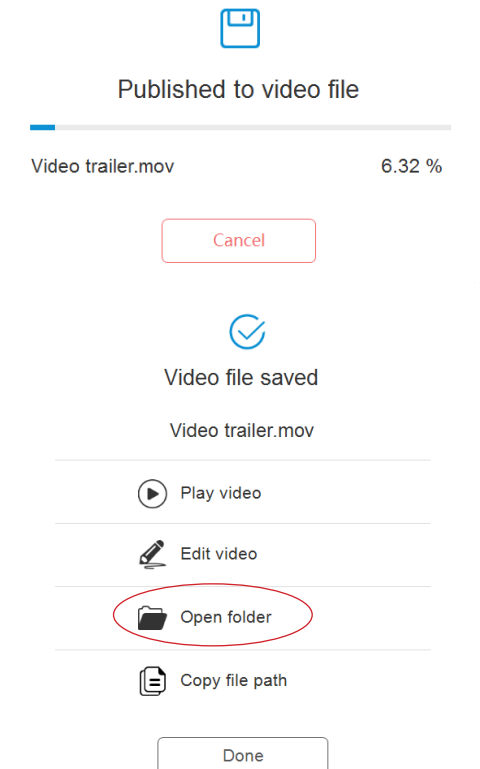 Published to video file
Video trailer.mov 6.32 %
Cancel
Video file saved
Video trailer.mov
Play video
Edit video
Open folder
Copy file path
Done